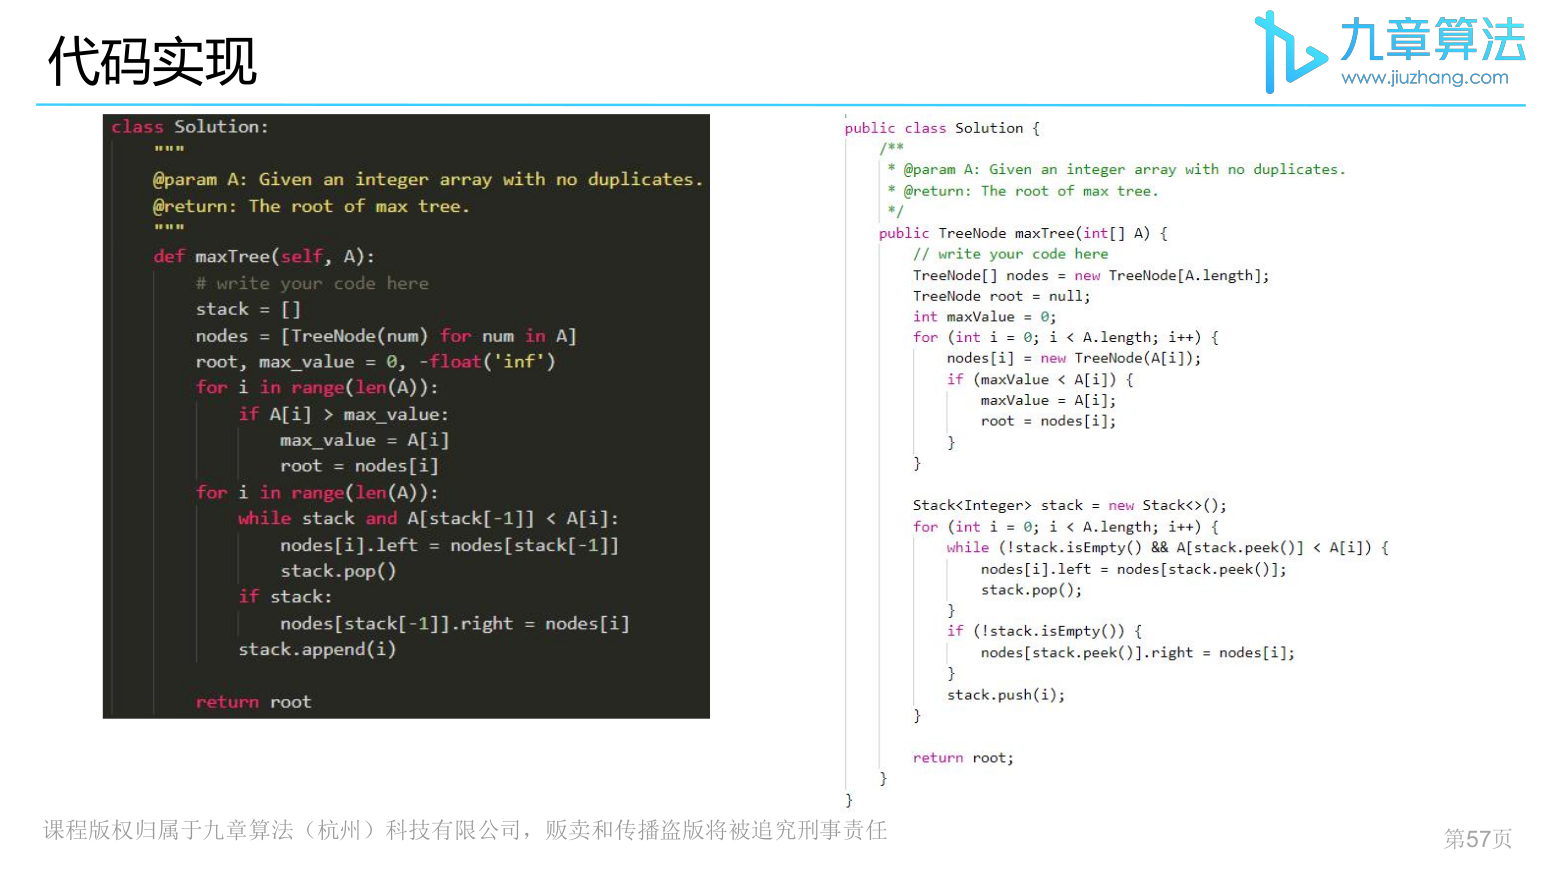 代码实现
九章算法
www.jiuzhang.com
class Solution:
    """
    @param A: Given an integer array with no duplicates.
    @return: The root of max tree.
    """
    def maxTree(self, A):
        # write your code here
        stack = []
        nodes = [TreeNode(num) for num in A]
        root, max_value = 0, -float('inf')
        for i in range(len(A)):
            if A[i] > max_value:
                max_value = A[i]
                root = nodes[i]
        for i in range(len(A)):
            while stack and A[stack[-1]] < A[i]:
                nodes[i].left = nodes[stack[-1]]
                stack.pop()
            if stack:
                nodes[stack[-1]].right = nodes[i]
            stack.append(i)
        return root
public class Solution {
    /**
     * @param A: Given an integer array with no duplicates.
     * @return: The root of max tree.
     */
    public TreeNode maxTree(int[] A) {
        // write your code here
        TreeNode[] nodes = new TreeNode[A.length];
        TreeNode root = null;
        int maxValue = 0;
        for (int i = 0; i < A.length; i++) {
            nodes[i] = new TreeNode(A[i]);
            if (maxValue < A[i]) {
                maxValue = A[i];
                root = nodes[i];
            }
        }
        Stack<Integer> stack = new Stack<>();
        for (int i = 0; i < A.length; i++) {
            while (!stack.isEmpty() && A[stack.peek()] < A[i]) {
                nodes[i].left = nodes[stack.peek()];
                stack.pop();
            }
            if (!stack.isEmpty()) {
                nodes[stack.peek()].right = nodes[i];
            }
            stack.push(i);
        }
        return root;
    }
}
课程版权归属于九章算法（杭州）科技有限公司，贩卖和传播盗版将被追究刑事责任
第57页